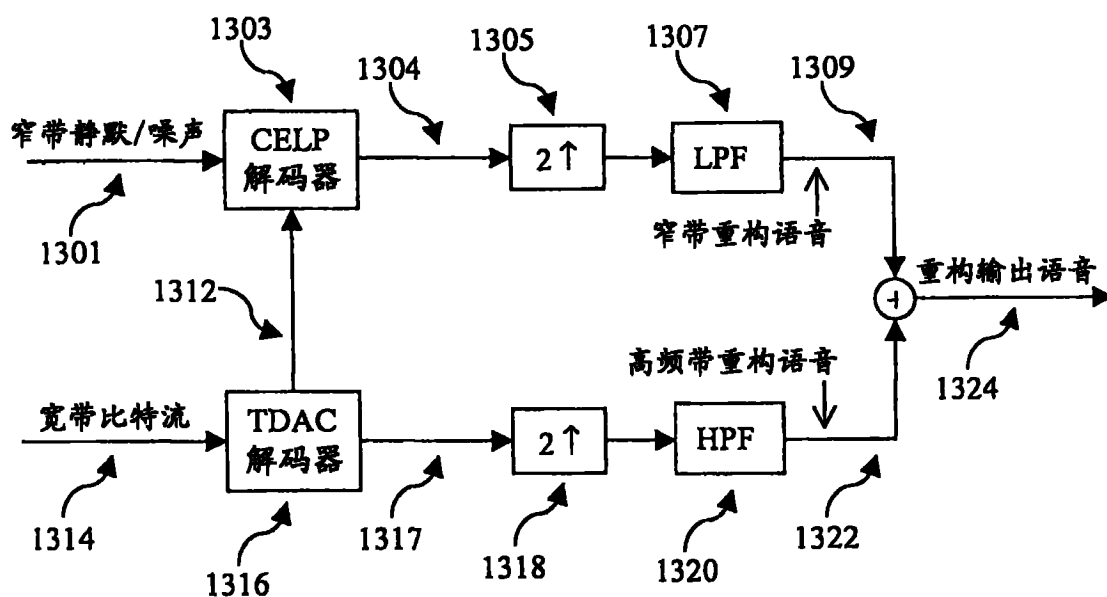 1303
1305
1307
1304
1309
窄带静默/噪声
CELP
解码器
2↑
LPF
1301
窄带重构语音
1312
重构输出语音
+
高频带重构语音
1324
宽带比特流
TDAC
解码器
2↑
HPF
1314
1317
1322
1316
1318
1320